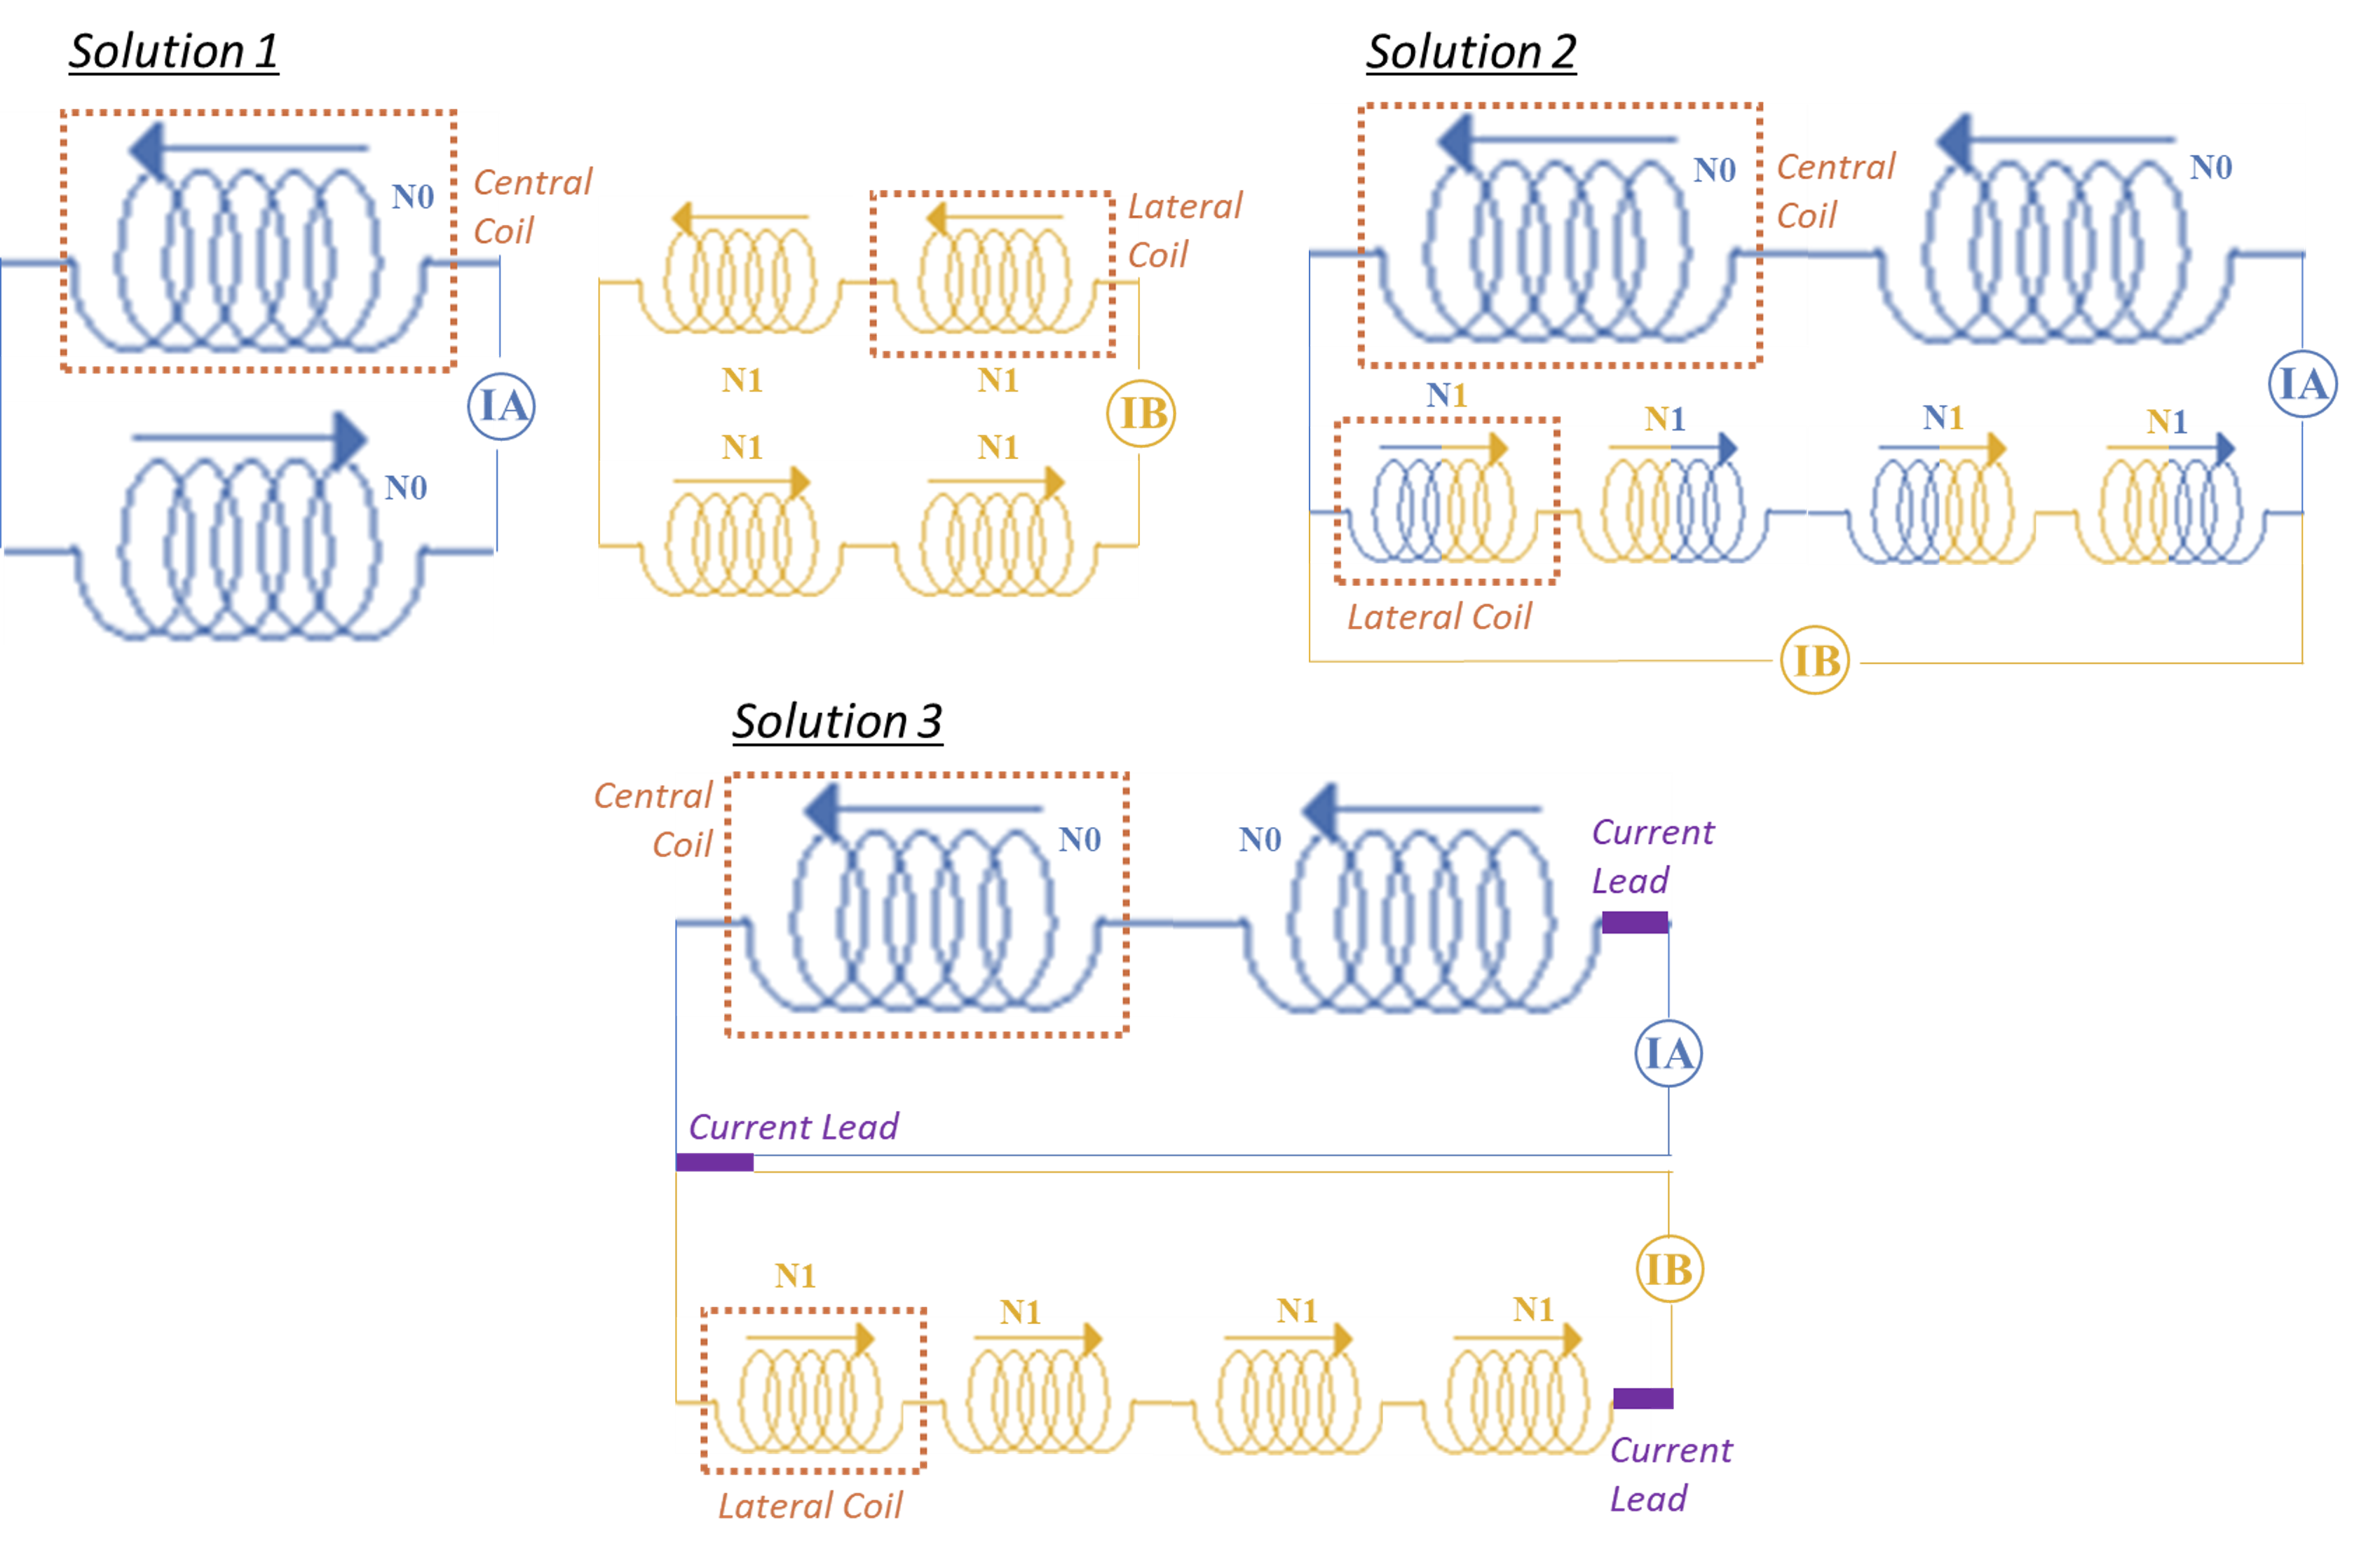 Solution 1
N0
Central
Coil
IA
N0
Lateral
Coil
N1
N1
IB
N1
N1
Solution 2
N0
Central
Coil
N0
IA
N1
N1
N1
N1
Lateral Coil
IB
Solution 3
Central
Coil
N0
N0
Current
Lead
IA
Current Lead
IB
N1
N1
N1
N1
Lateral Coil
Current
Lead